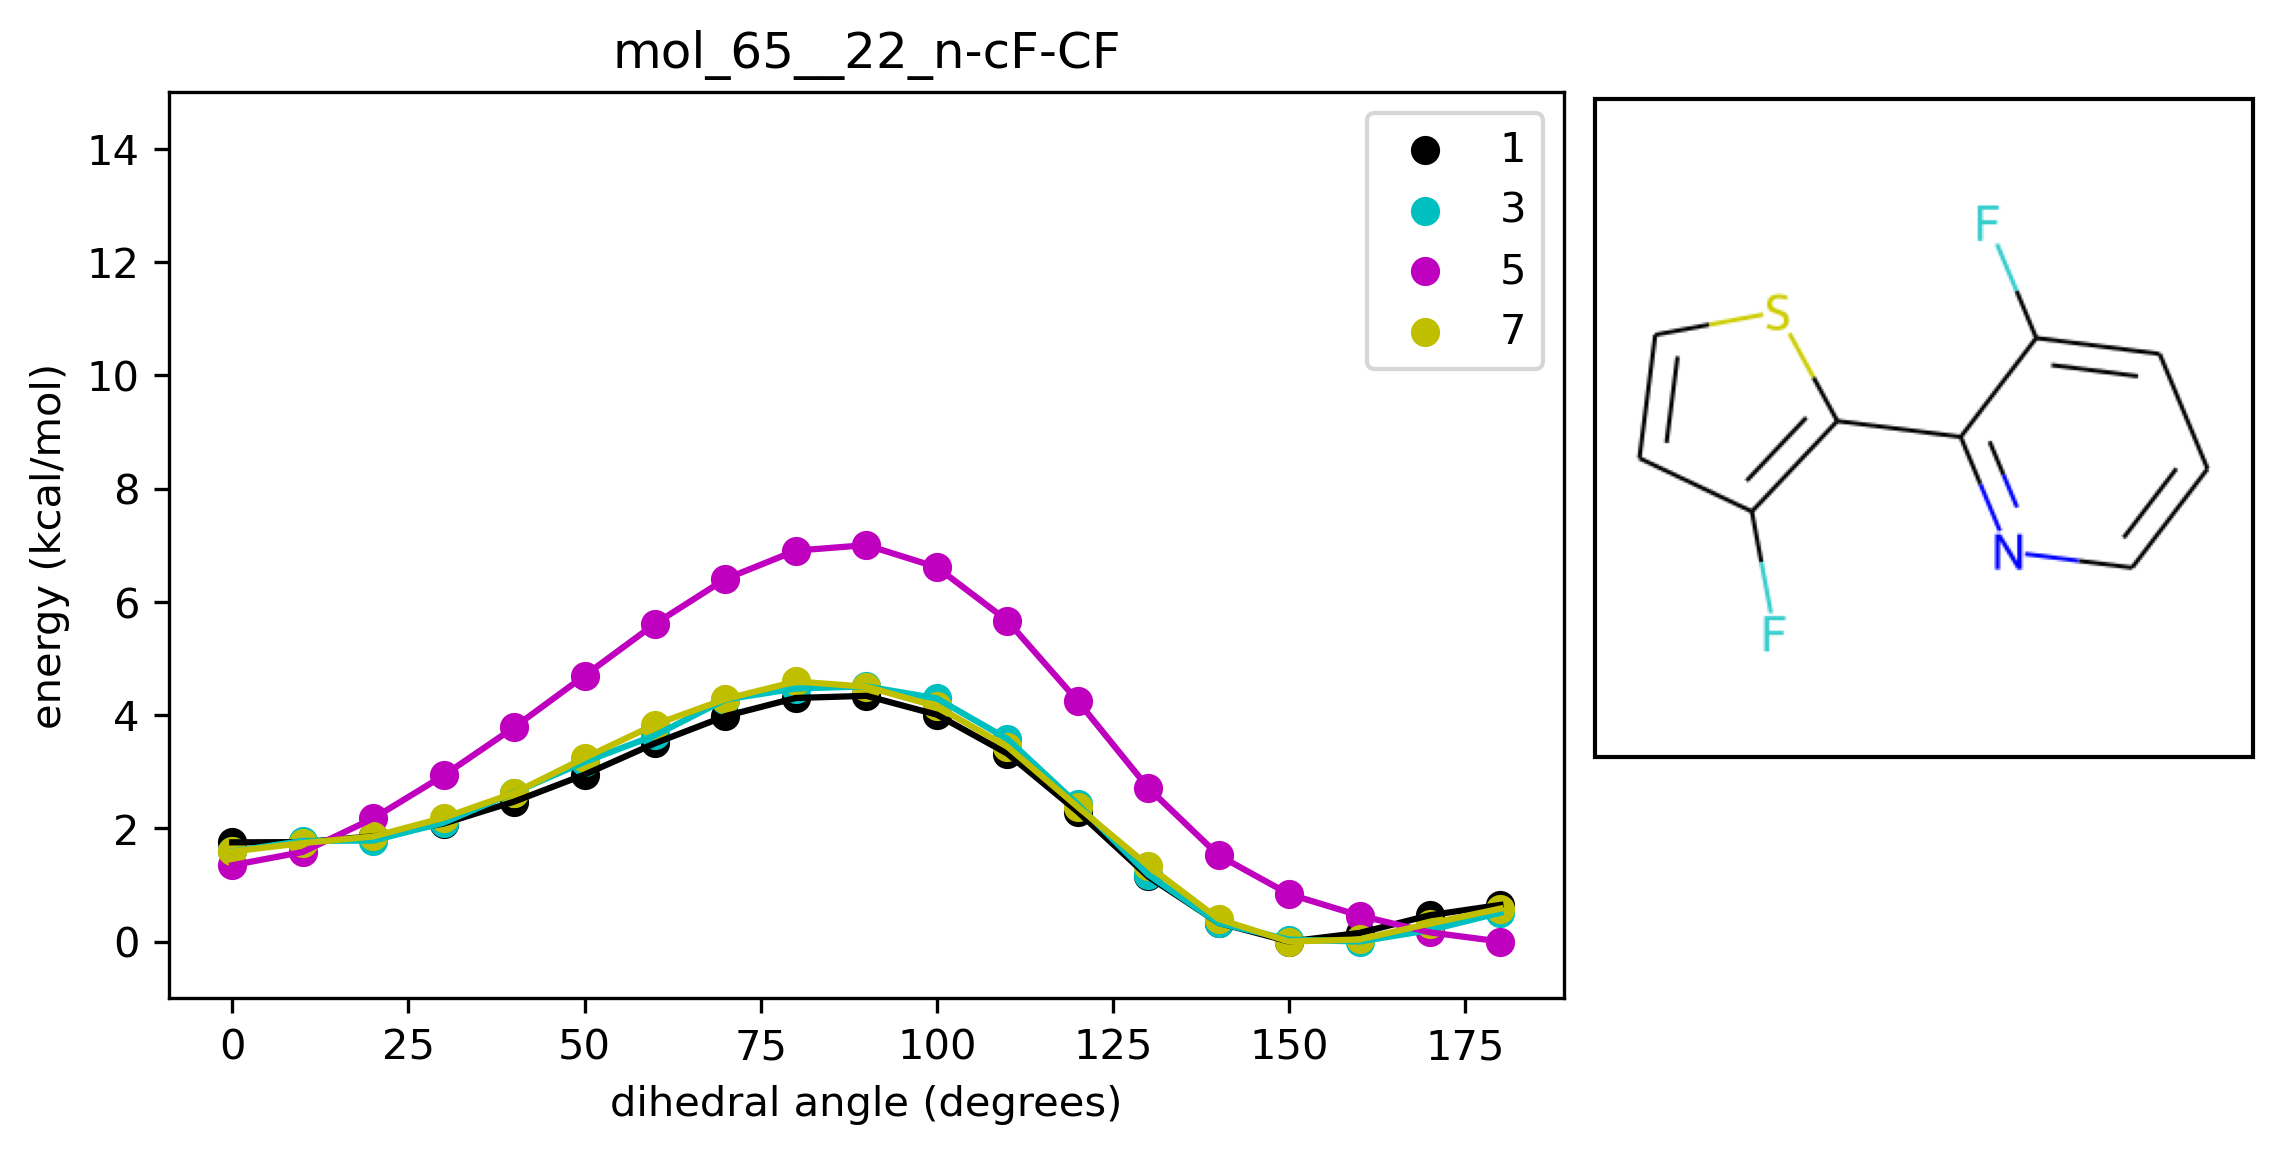 mol_65__22_n-cF-CF
energy (kcal/mol)
14
12
10
8
6
4
2
0
0 25 50 75 100 125 150 175
dihedral angle (degrees)
1
3
5
7
F
S
N
F